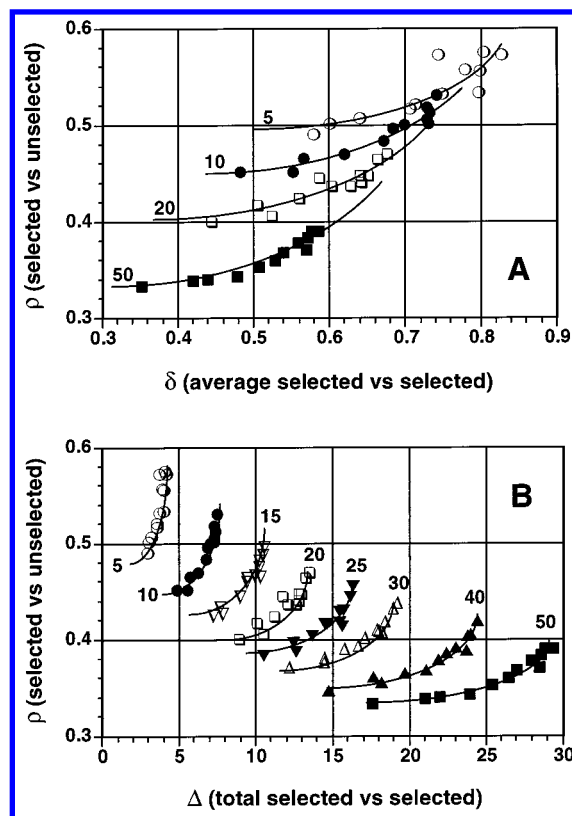 0.6
0.5
0.4
0.3
ρ (selected vs unselected)
5
10
20
50
A
0.3 0.4 0.5 0.6 0.7 0.8 0.9
δ (average selected vs selected)
B
0.6
0.5
0.4
0.3
ρ (selected vs unselected)
5
10
15
20
25
30
40
50
0 5 10 15 20 25 30
Δ (total selected vs selected)